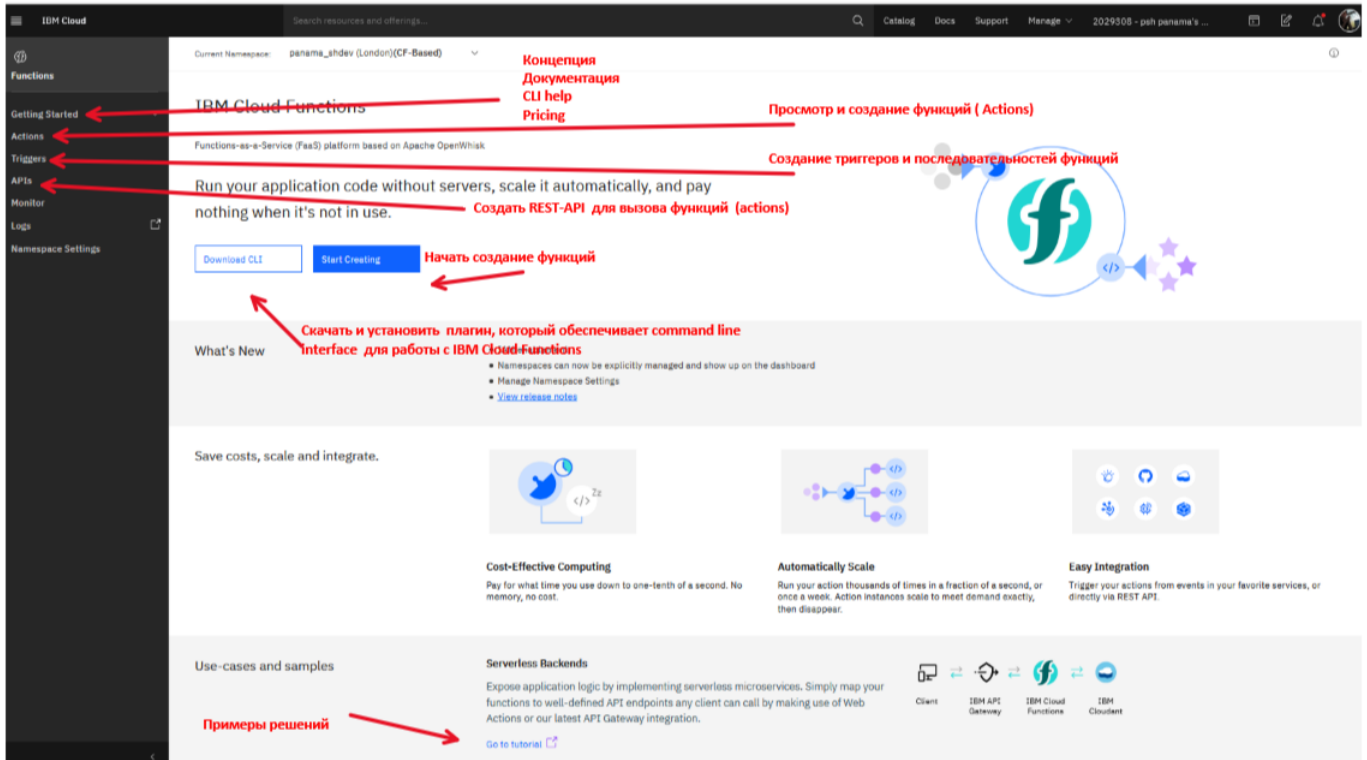 IBM Cloud
Search resources and offerings...
Catalog
Docs
Support
Manage
2029308 - psh panama's ...
Functions
Current Namespace: panama_shdev (London)(CF-Based)
Концепция
Документация
CLI help
Pricing
Getting Started
IBM Cloud Functions
Просмотр и создание функций ( Actions)
Actions
Functions-as-a-Service (FaaS) platform based on Apache OpenWhisk
Triggers
Создание триггеров и последовательностей функций
APIs
Run your application code without servers, scale it automatically, and pay
nothing when it's not in use.
Создать REST-API для вызова функций (actions)
Monitor
Logs
Namespace Settings
Download CLI
Start Creating
Начать создание функций
</>
Скачать и установить плагин, который обеспечивает command line
Interface для работы с IBM Cloud Functions
What's New
Namespaces can now be explicitly managed and show up on the dashboard
Manage Namespace Settings
View release notes
Save costs, scale and integrate.
Zz
</>
</>
</>
</>
Cost-Effective Computing
Pay for what time you use down to one-tenth of a second. No
memory, no cost.
Automatically Scale
Run your action thousands of times in a fraction of a second, or
once a week. Action instances scale to meet demand exactly,
then disappear.
Easy Integration
Trigger your actions from events in your favorite services, or
directly via REST API.
Use-cases and samples
Serverless Backends
Expose application logic by implementing serverless microservices. Simply map your
functions to well-defined API endpoints any client can call by making use of Web
Actions or our latest API Gateway integration.
Go to tutorial
Client
IBM API
Gateway
IBM Cloud
Functions
IBM
Cloudant
Примеры решений